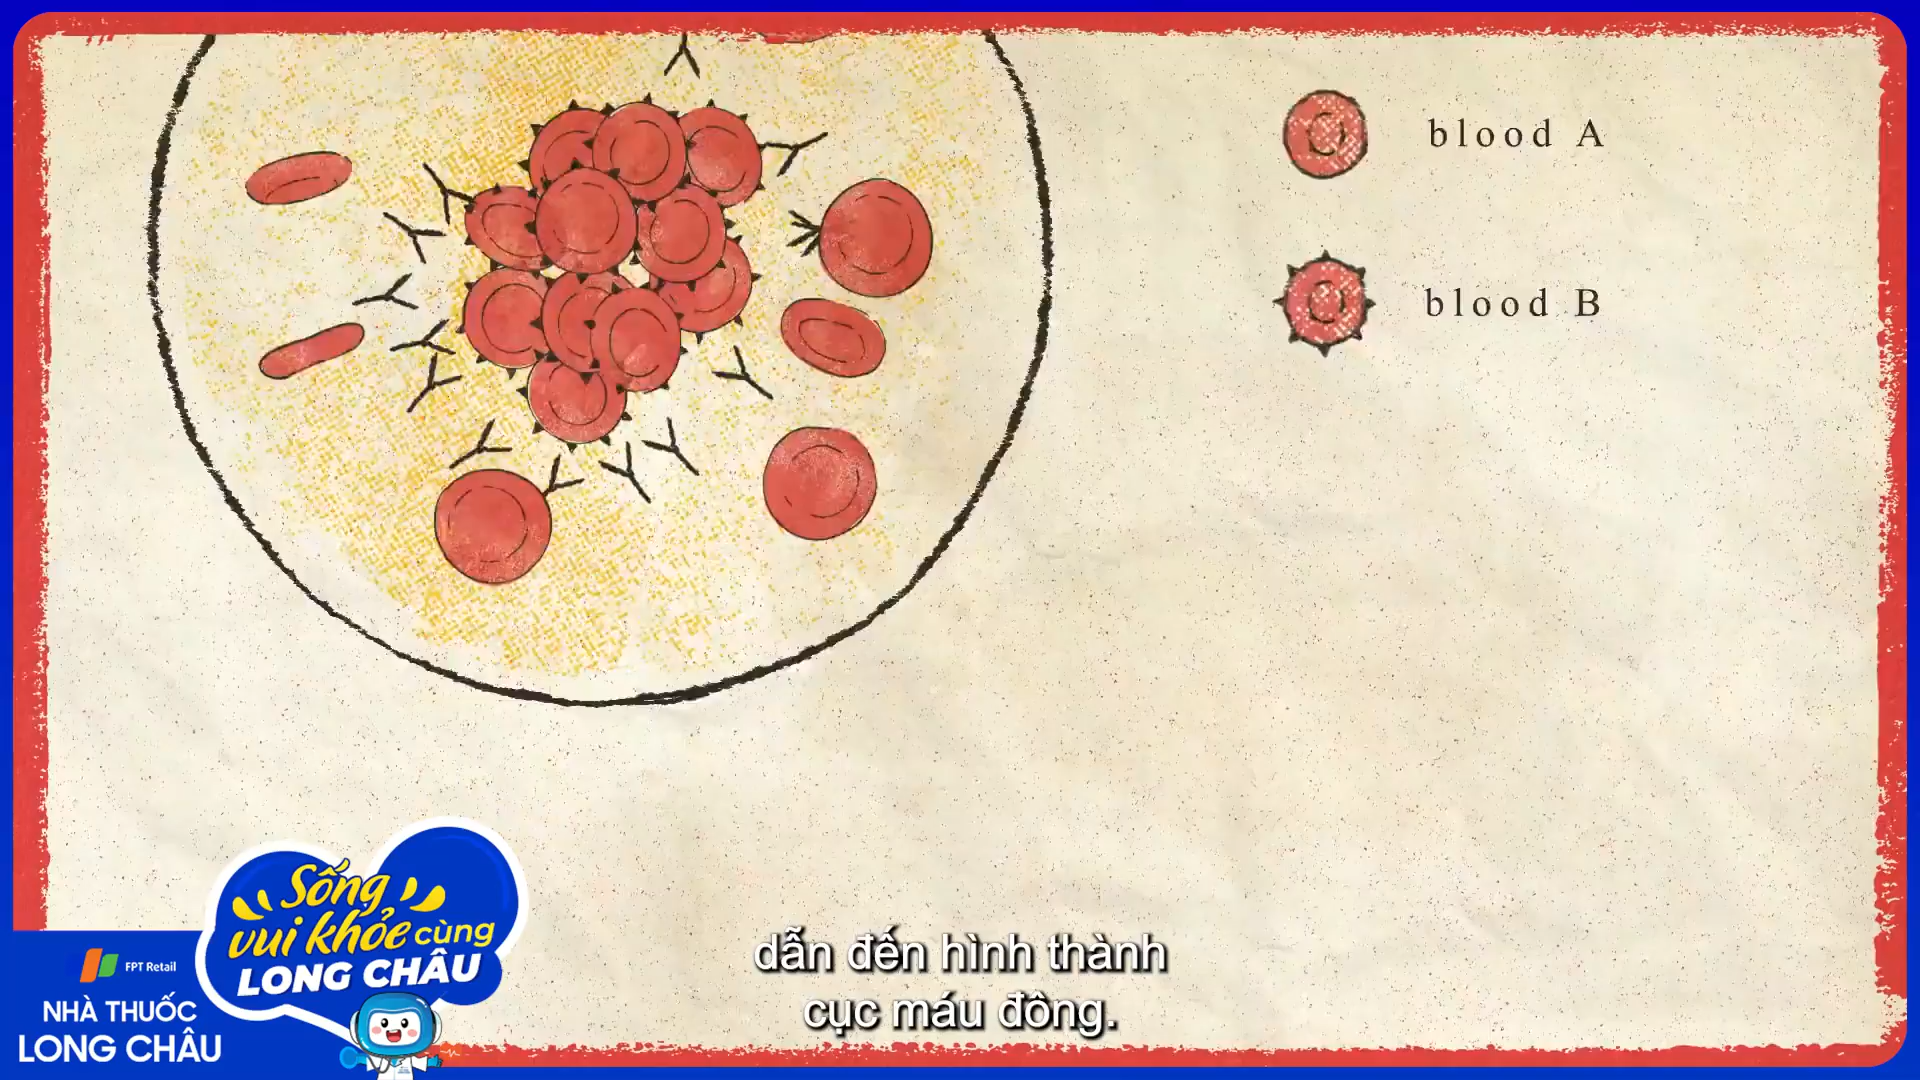 blood A
blood B
Sống
vui khỏe cùng
LONG CHÂU
FPT Retail
NHÀ THUỐC
LONG CHÂU
dẫn đến hình thành
cục máu đông.